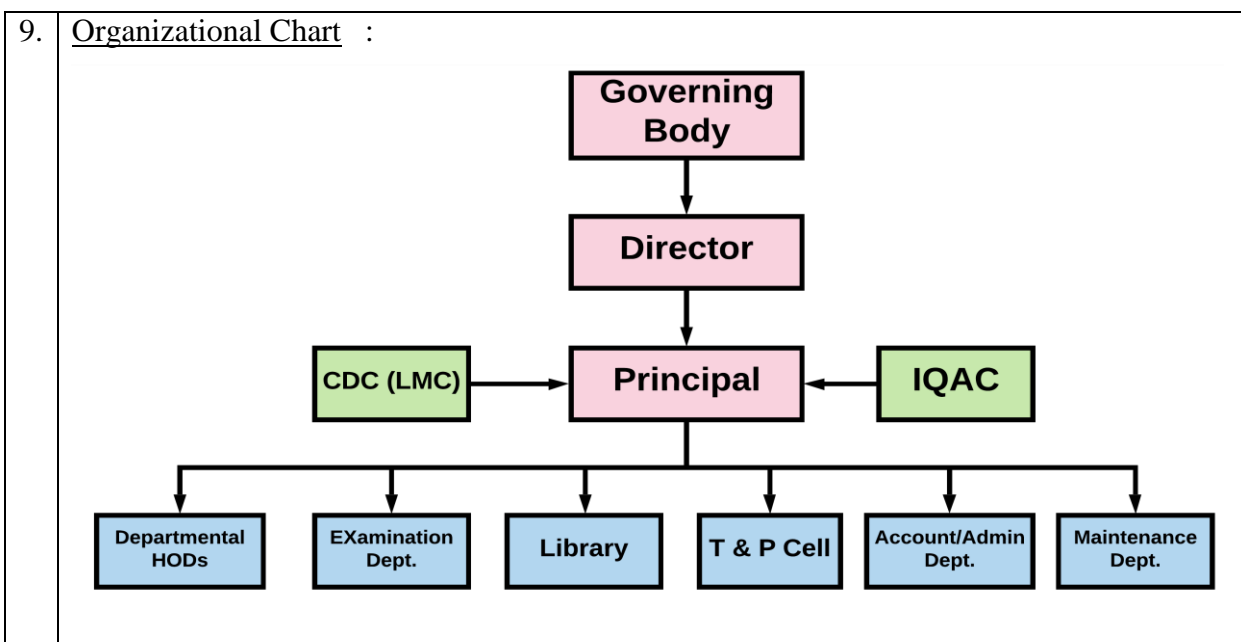 9. Organizational Chart :
Governing
Body
Director
CDC (LMC)
Principal
IQAC
Departmental
HODs
EXamination
Dept.
Library
T & P Cell
Account/Admin
Dept.
Maintenance
Dept.